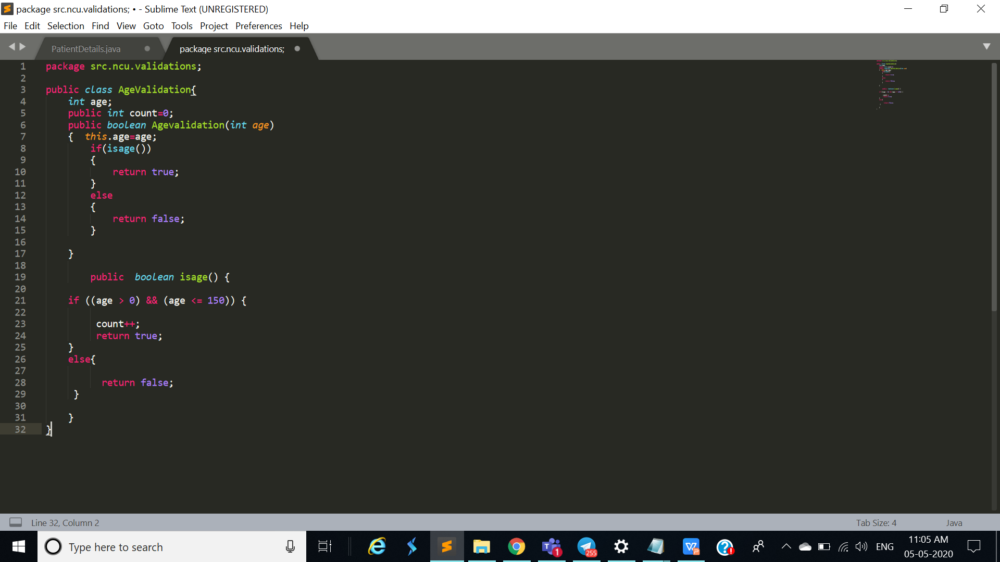 package src.ncu.validations; • - Sublime Text (UNREGISTERED)
File Edit Selection Find View Goto Tools Project Preferences Help
PatientDetails.java package src.ncu.validations;
1 package src.ncu.validations;
2
3 public class AgeValidation{
4 int age;
5 public int count=0;
6 public boolean Agevalidation(int age)
7 { this.age=age;
8 if(isage())
9 {
10 return true;
11 }
12 else
13 {
14 return false;
15 }
16
17 }
18
19 public  boolean isage() {
20
21 if ((age > 0) && (age <= 150)) {
22
23 count++;
24 return true;
25 }
26 else{
27
28 return false;
29 }
30
31 }
32 }
Line 32, Column 2 Tab Size: 4 Java
Type here to search 1 255 ENG 11:05 AM
05-05-2020